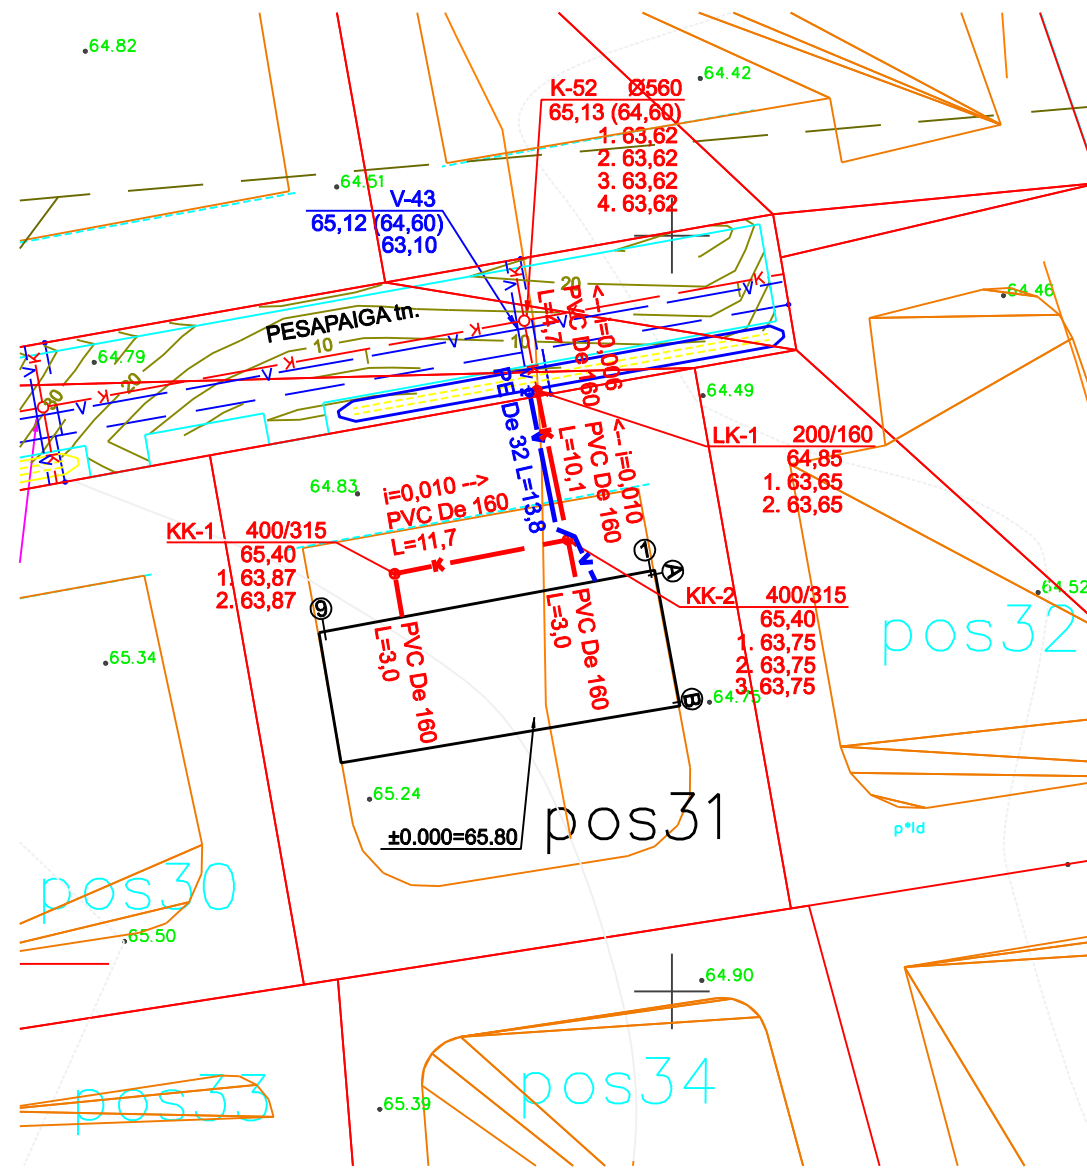 64.82
64.42
K-52 Ø560
65,13 (64,60)
1. 63,62
2. 63,62
3. 63,62
4. 63,62
64.51
V-43
65,12 (64,60)
63,10
20
64.46
PESAPAIGA tn.
10
10
64.79
20
30
K
K
K
K
K
K
K
V
V
V
V
V
V
V
<-- i=0,006
PVC De 160
L=4,7
64.49
PE De 32 L=13,8
<-- i=0,010
PVC De 160
L=10,1
K
V
LK-1 200/160
64,85
1. 63,65
2. 63,65
64.83
i=0,010 -->
PVC De 160
L=11,7
K
V
KK-1 400/315
65,40
1. 63,87
2. 63,87
9
1
A
B
KK-2 400/315
65,40
1. 63,75
2. 63,75
3. 63,75
64.52
pos32
PVC De 160
L=3,0
PVC De 160
L=3,0
65.34
64.75
65.24
±0.000=65.80
pos31
p*ld
pos30
65.50
64.90
pos34
pos33
65.39